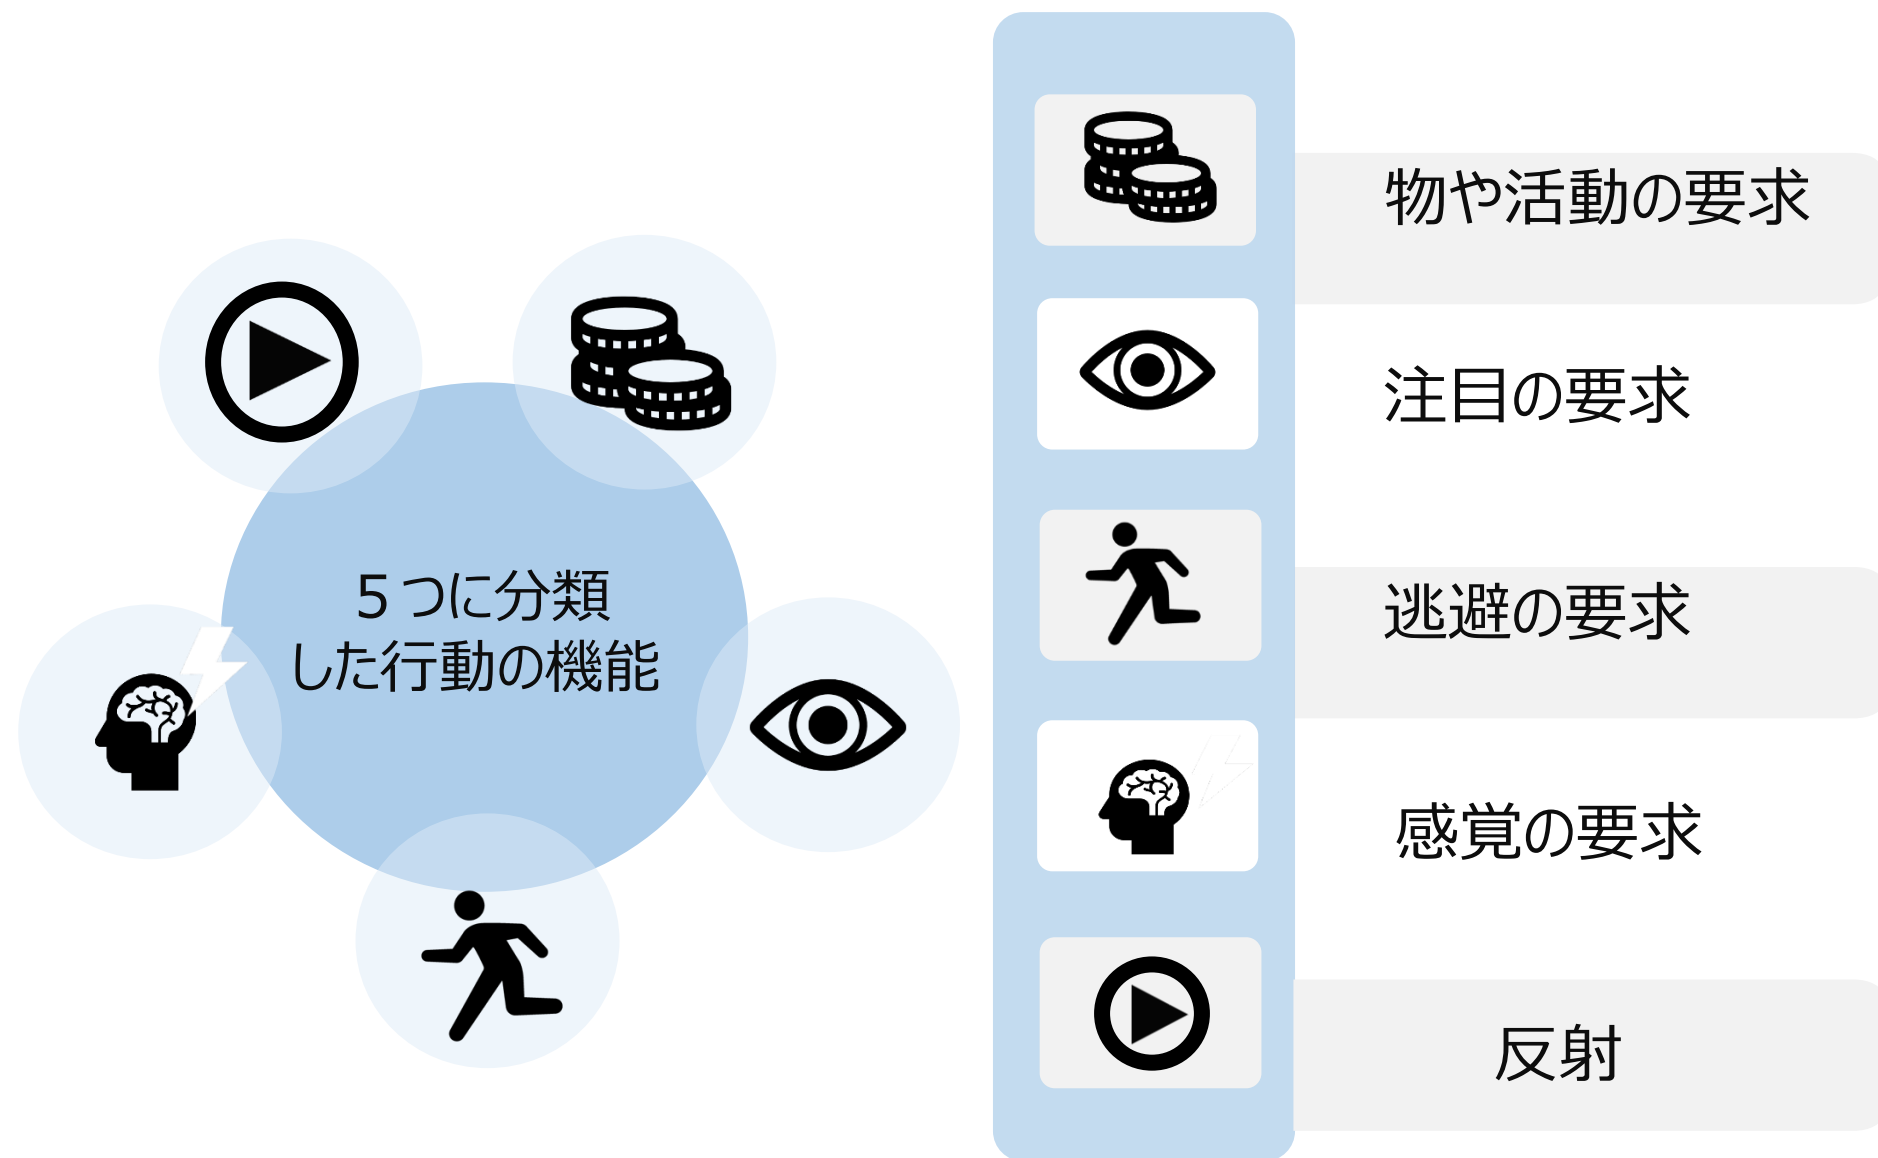 ５つに分類
した行動の機能
物や活動の要求
注目の要求
逃避の要求
感覚の要求
反射